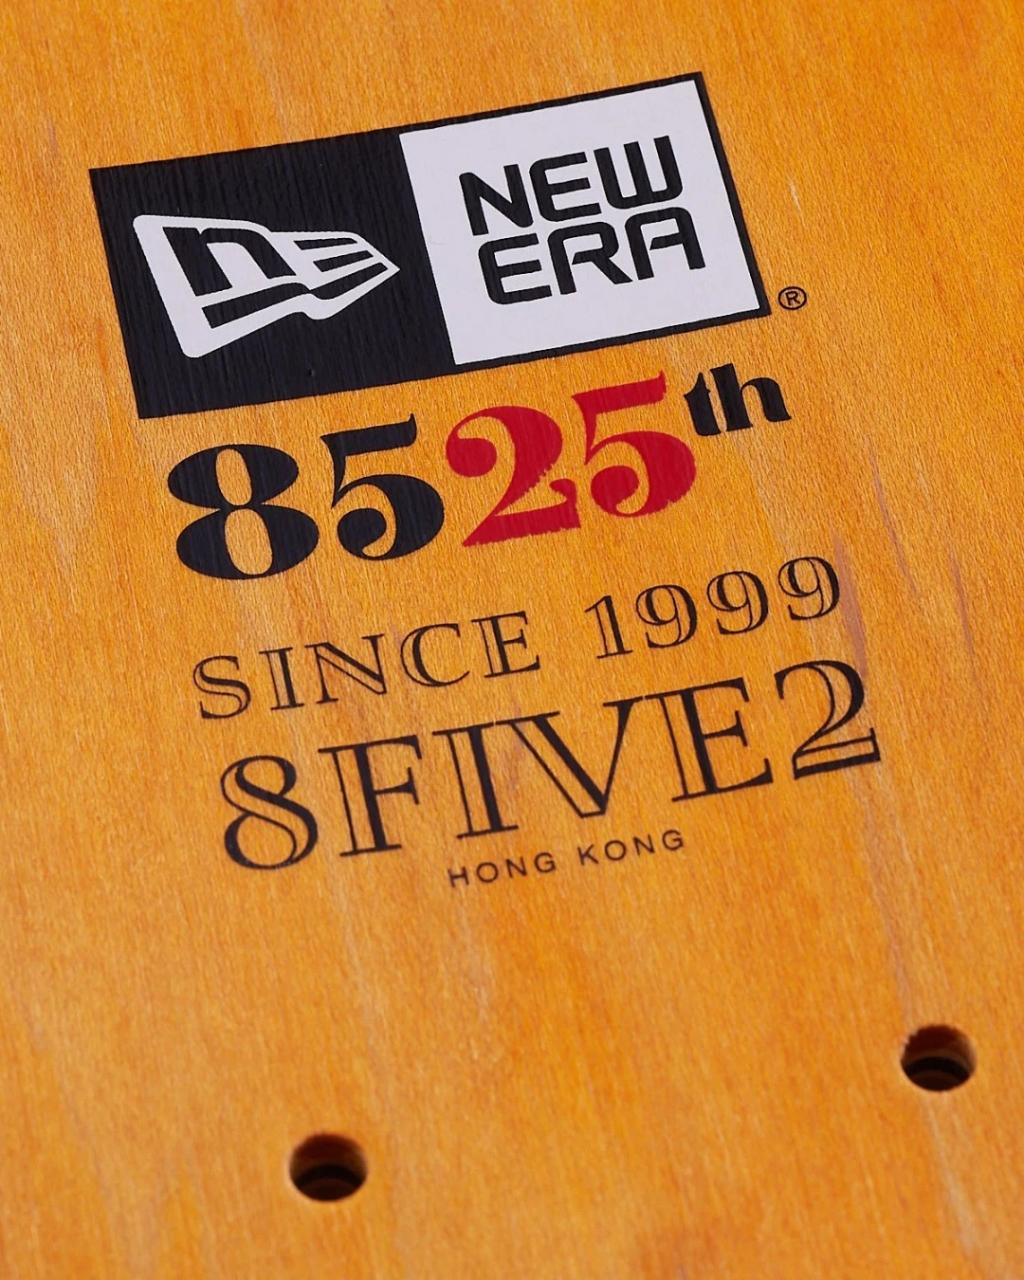 NEW
ERA
®
8525th
SINCE 1999
8FIVE2
HONG KONG